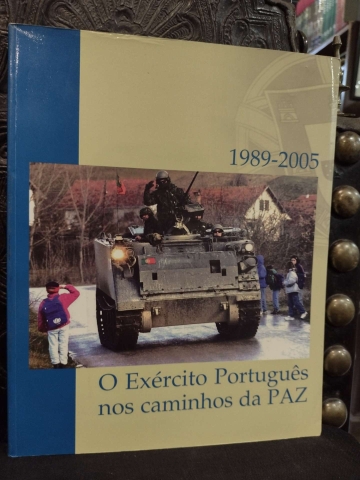 1989-2005
O Exército Português
nos caminhos da PAZ